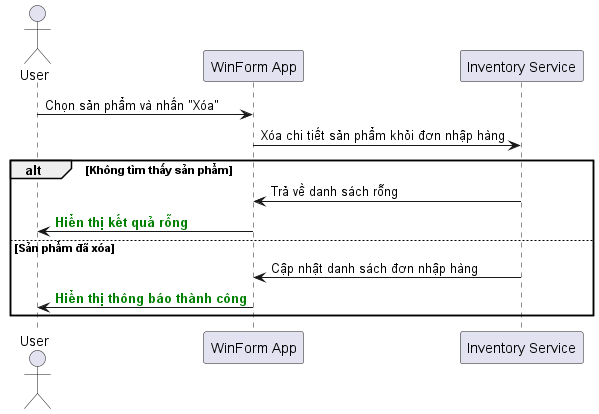 User
WinForm App
Inventory Service
Chọn sản phẩm và nhấn "Xóa"
Xóa chi tiết sản phẩm khỏi đơn nhập hàng
alt
[Không tìm thấy sản phẩm]
Trả về danh sách rỗng
Hiển thị kết quả rỗng
[Sản phẩm đã xóa]
Cập nhật danh sách đơn nhập hàng
Hiển thị thông báo thành công
User
WinForm App
Inventory Service